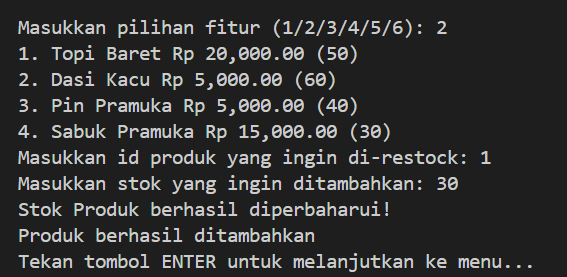 Masukkan pilihan fitur (1/2/3/4/5/6): 2
1. Topi Baret Rp 20,000.00 (50)
2. Dasi Kacu Rp 5,000.00 (60)
3. Pin Pramuka Rp 5,000.00 (40)
4. Sabuk Pramuka Rp 15,000.00 (30)
Masukkan id produk yang ingin di-restock: 1
Masukkan stok yang ingin ditambahkan: 30
Stok Produk berhasil diperbaharui!
Produk berhasil ditambahkan
Tekan tombol ENTER untuk melanjutkan ke menu...